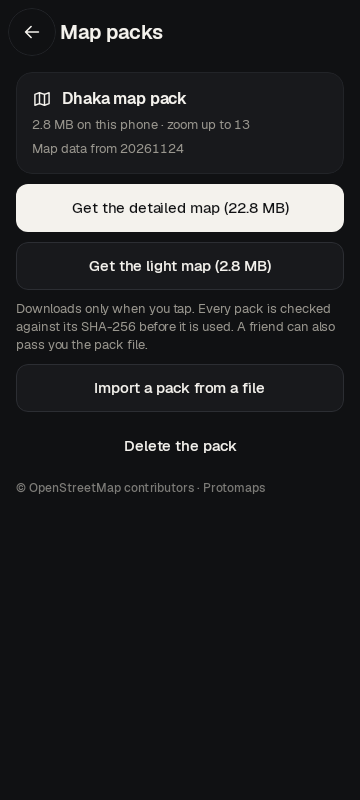 Map packs
Dhaka map pack
2.8 MB on this phone · zoom up to 13
Map data from 20261124
Get the detailed map (22.8 MB)
Get the light map (2.8 MB)
Downloads only when you tap. Every pack is checked
against its SHA-256 before it is used. A friend can also
pass you the pack file.
Import a pack from a file
Delete the pack
© OpenStreetMap contributors · Protomaps